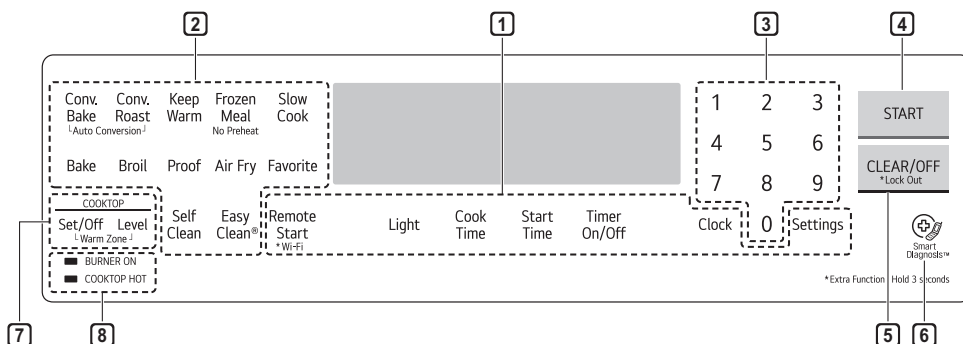 2 1 3 4
Conv. Bake Conv. Roast Keep Warm Frozen Meal Slow Cook
└Auto Conversion┘ No Preheat
1 2 3
START
4 5 6
Bake Broil Proof Air Fry Favorite
CLEAR/OFF
*Lock Out
7 8 9
COOKTOP
Set/Off Level
└Warm Zone┘
Self Clean Easy Clean®
Remote Start
*Wi-Fi
Light Cook Time Start Time Timer On/Off
Clock 0 Settings
Smart Diagnosis™
BURNER ON
COOKTOP HOT
*Extra Function : Hold 3 seconds
7 8 5 6